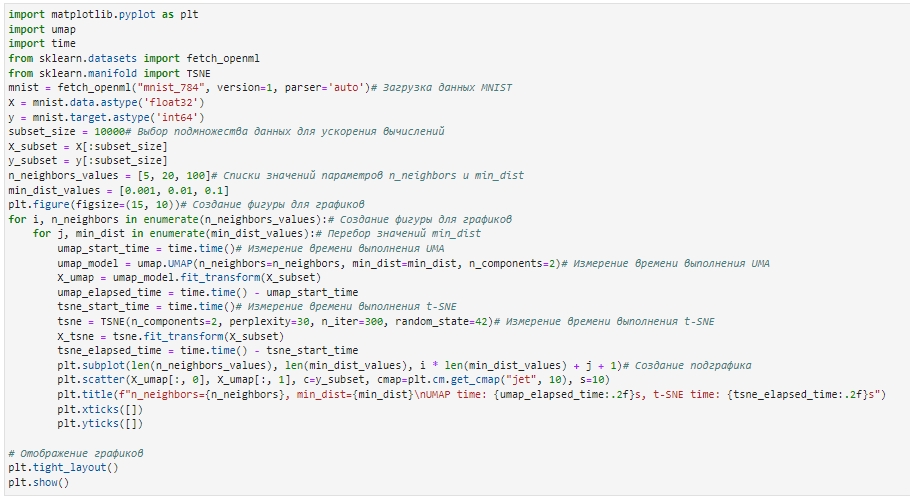 import matplotlib.pyplot as plt
import umap
import time
from sklearn.datasets import fetch_openml
from sklearn.manifold import TSNE
mnist = fetch_openml("mnist_784", version=1, parser='auto')# Загрузка данных MNIST
X = mnist.data.astype('float32')
y = mnist.target.astype('int64')
subset_size = 10000# Выбор подмножества данных для ускорения вычислений
X_subset = X[:subset_size]
y_subset = y[:subset_size]
n_neighbors_values = [5, 20, 100]# Списки значений параметров n_neighbors и min_dist
min_dist_values = [0.001, 0.01, 0.1]
plt.figure(figsize=(15, 10))# Создание фигуры для графиков
for i, n_neighbors in enumerate(n_neighbors_values):# Создание фигуры для графиков
    for j, min_dist in enumerate(min_dist_values):# Перебор значений min_dist
        umap_start_time = time.time()# Измерение времени выполнения UMA
        umap_model = umap.UMAP(n_neighbors=n_neighbors, min_dist=min_dist, n_components=2)# Измерение времени выполнения UMA
        X_umap = umap_model.fit_transform(X_subset)
        umap_elapsed_time = time.time() - umap_start_time
        tsne_start_time = time.time()# Измерение времени выполнения t-SNE
        tsne = TSNE(n_components=2, perplexity=30, n_iter=300, random_state=42)# Измерение времени выполнения t-SNE
        X_tsne = tsne.fit_transform(X_subset)
        tsne_elapsed_time = time.time() - tsne_start_time
        plt.subplot(len(n_neighbors_values), len(min_dist_values), i * len(min_dist_values) + j + 1)# Создание подграфика
        plt.scatter(X_umap[:, 0], X_umap[:, 1], c=y_subset, cmap=plt.cm.get_cmap("jet", 10), s=10)
        plt.title(f"n_neighbors={n_neighbors}, min_dist={min_dist}\nUMAP time: {umap_elapsed_time:.2f}s, t-SNE time: {tsne_elapsed_time:.2f}s")
        plt.xticks([])
        plt.yticks([])

# Отображение графиков
plt.tight_layout()
plt.show()